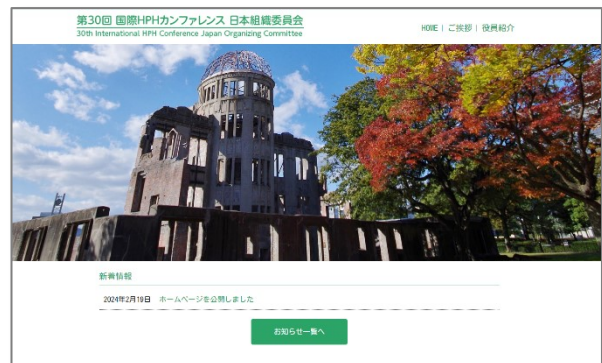 第30回 国際HPHカンファレンス 日本組織委員会
30th International HPH Conference Japan Organizing Committee
HOME | ご挨拶 | 役員紹介
新着情報
2024年2月19日 ホームページを公開しました
お知らせ一覧へ